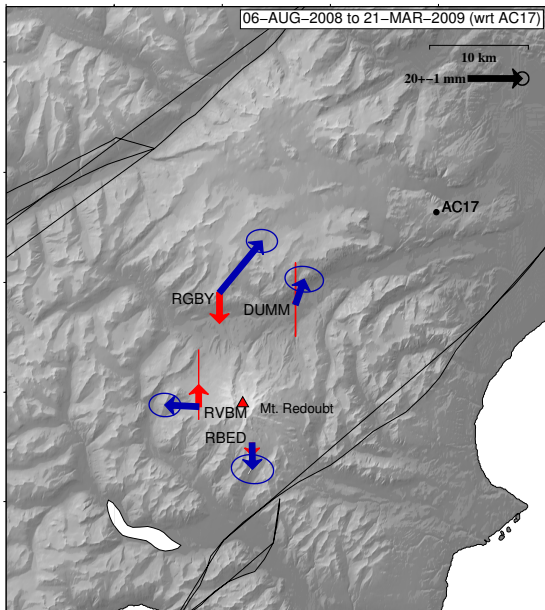 06−AUG−2008 to 21−MAR−2009 (wrt AC17)
10 km
20+−1 mm
AC17
RGBY
DUMM
RVBM
Mt. Redoubt
RBED